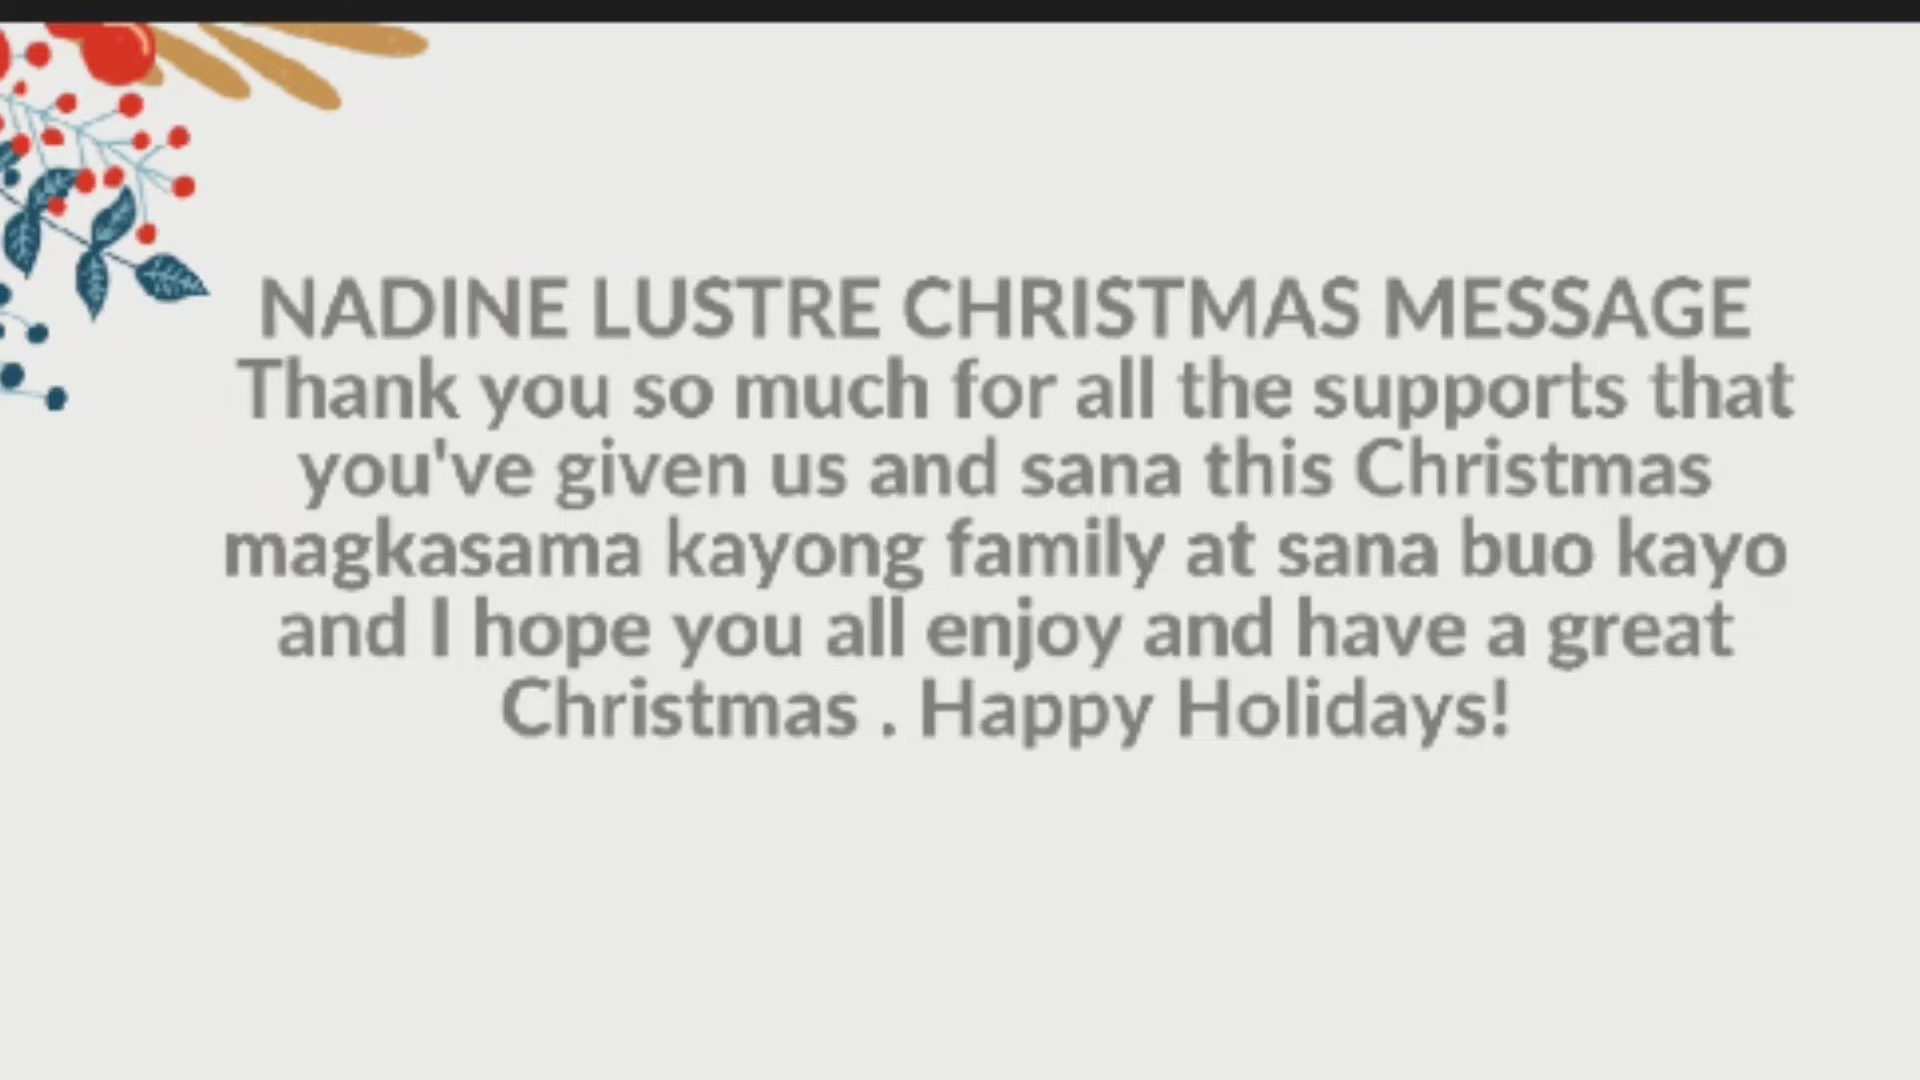 NADINE LUSTRE CHRISTMAS MESSAGE
Thank you so much for all the supports that
you've given us and sana this Christmas
magkasama kayong family at sana buo kayo
and I hope you all enjoy and have a great
Christmas . Happy Holidays!